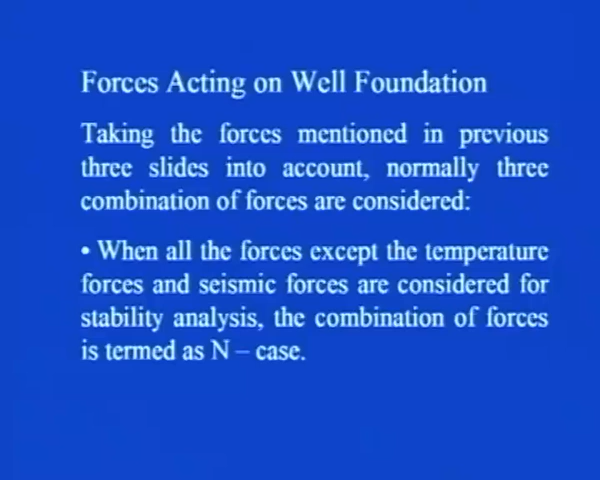 Forces Acting on Well Foundation
Taking the forces mentioned in previous
three slides into account, normally three
combination of forces are considered:
• When all the forces except the temperature
forces and seismic forces are considered for
stability analysis, the combination of forces
is termed as N – case.